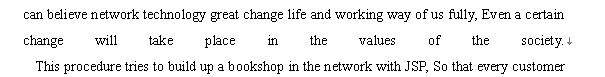 can believe network technology great change life and working way of us fully, Even a certain
change will take place in the values of the society.↓
This procedure tries to build up a bookshop in the network with JSP, So that every customer